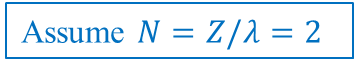 Assume N = Z/λ = 2